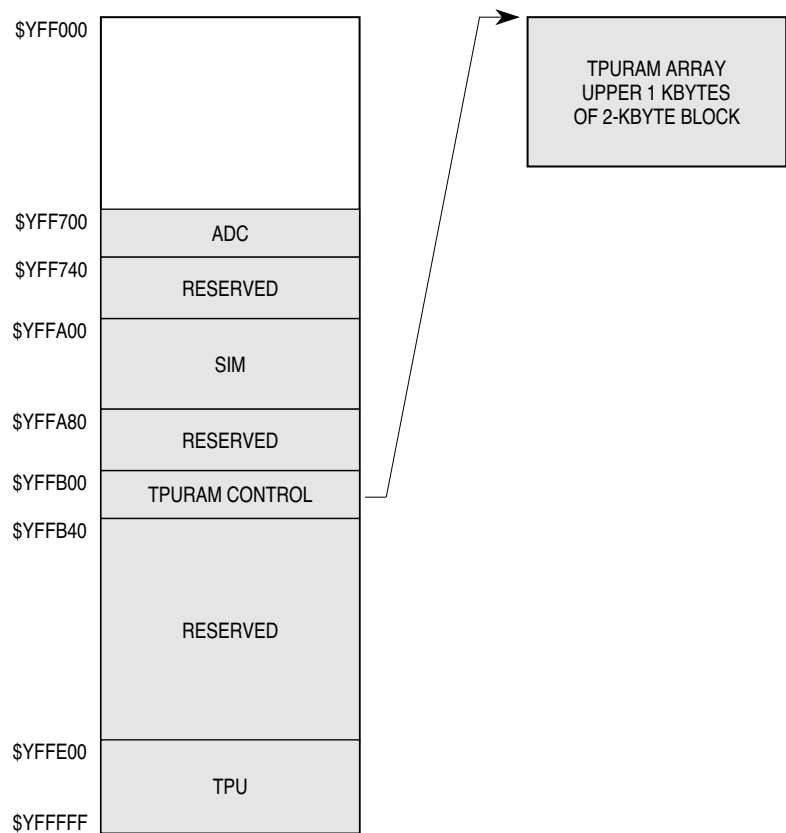 $YFF000
TPURAM ARRAY
UPPER 1 KBYTES
OF 2-KBYTE BLOCK
$YFF700
ADC
$YFF740
RESERVED
$YFFA00
SIM
$YFFA80
RESERVED
$YFFB00
TPURAM CONTROL
$YFFB40
RESERVED
$YFFE00
TPU
$YFFFFF